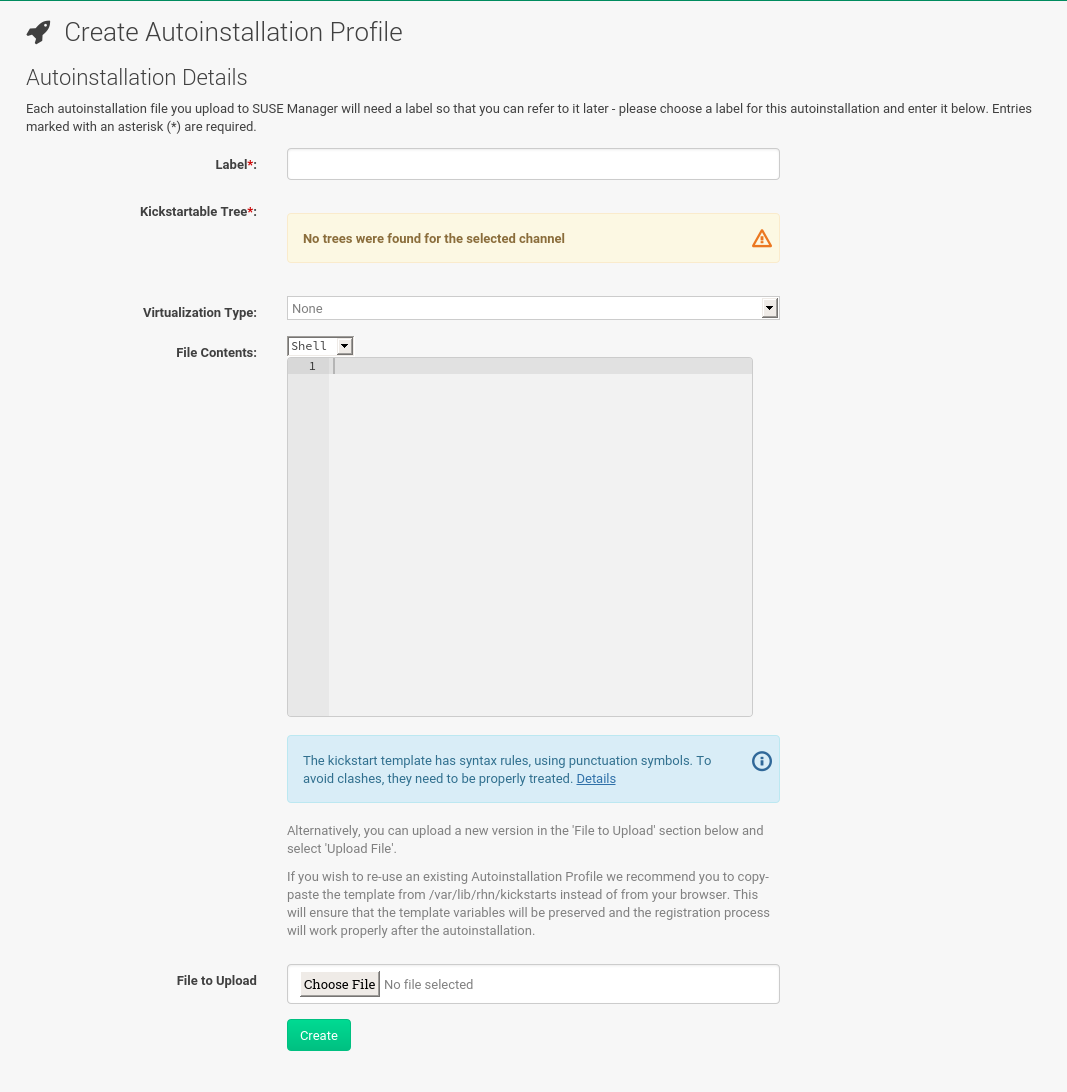 Create Autoinstallation Profile
Autoinstallation Details
Each autoinstallation file you upload to SUSE Manager will need a label so that you can refer to it later - please choose a label for this autoinstallation and enter it below. Entries
marked with an asterisk (*) are required.
Label*:
Kickstartable Tree*:
No trees were found for the selected channel
Virtualization Type:
None
File Contents:
Shell
1
The kickstart template has syntax rules, using punctuation symbols. To
avoid clashes, they need to be properly treated. Details
Alternatively, you can upload a new version in the 'File to Upload' section below and
select 'Upload File'.
If you wish to re-use an existing Autoinstallation Profile we recommend you to copy-
paste the template from /var/lib/rhn/kickstarts instead of from your browser. This
will ensure that the template variables will be preserved and the registration process
will work properly after the autoinstallation.
File to Upload
Choose File No file selected
Create